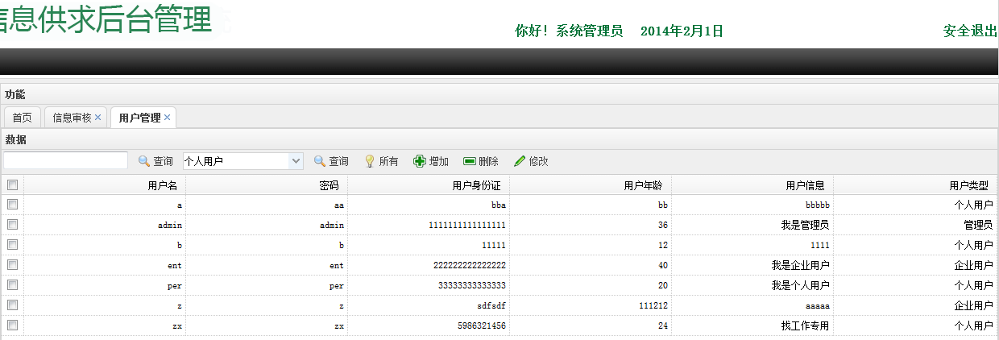 信息供求后台管理
你好！系统管理员 2014年2月1日 安全退出
功能
首页 信息审核 用户管理
数据
查询 个人用户 查询 所有 增加 删除 修改
用户名 密码 用户身份证 用户年龄 用户信息 用户类型
a aa bba bb bbbbb 个人用户
admin admin 1111111111111111 36 我是管理员 管理员
b b 11111 12 1111 个人用户
ent ent 222222222222222 40 我是企业用户 企业用户
per per 33333333333333 20 我是个人用户 个人用户
z z sdfsdf 111212 aaaaa 企业用户
zx zx 5986321456 24 找工作专用 个人用户